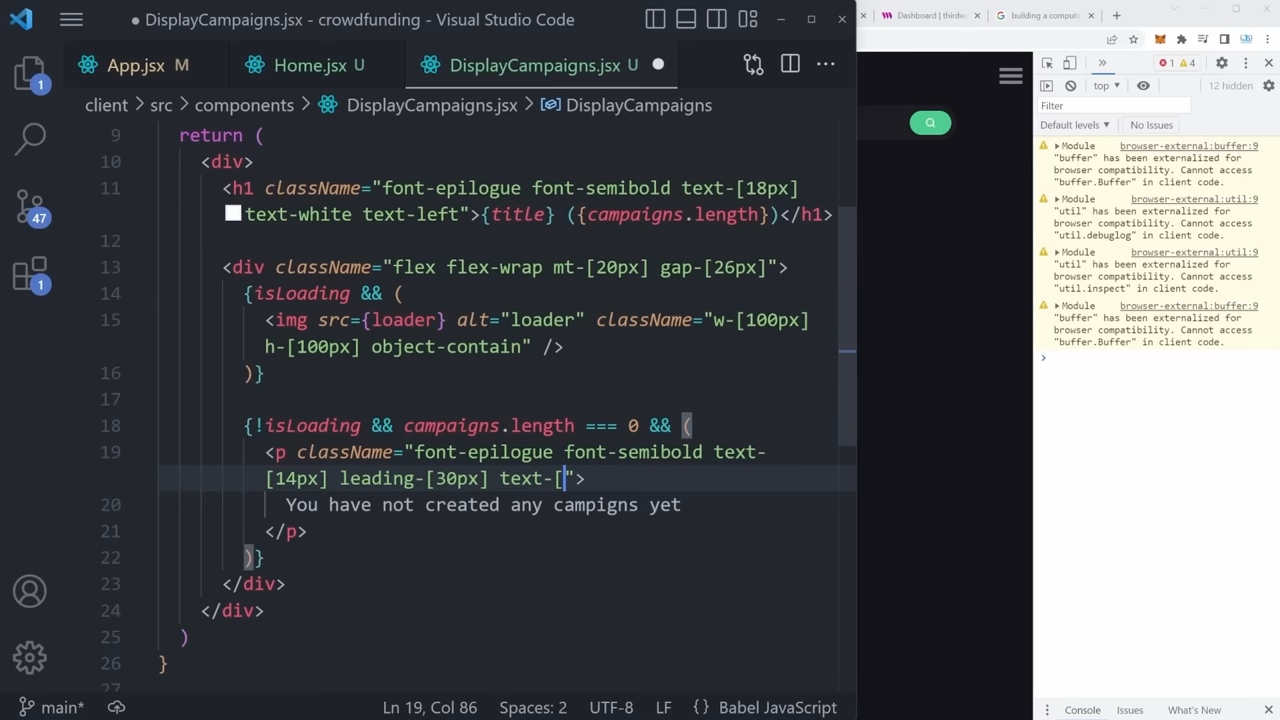 DisplayCampaigns.jsx - crowdfunding - Visual Studio Code
Dashboard | thirdw
building a compute
App.jsx M
Home.jsx U
DisplayCampaigns.jsx U
1
client > src > components > DisplayCampaigns.jsx > DisplayCampaigns
9 return (
10 <div>
11 <h1 className="font-epilogue font-semibold text-[18px]
text-white text-left">{title} ({campaigns.length})</h1>
12
13 <div className="flex flex-wrap mt-[20px] gap-[26px]">
14 {isLoading && (
15 <img src={loader} alt="loader" className="w-[100px]
h-[100px] object-contain" />
16 )}
17
18 {!isLoading && campaigns.length === 0 && (
19 <p className="font-epilogue font-semibold text-
[14px] leading-[30px] text-[">
20 You have not created any campigns yet
21 </p>
22 )}
23 </div>
24 </div>
25 )
26 }
27
47
1
main*
Ln 19, Col 86
Spaces: 2
UTF-8
LF
{} Babel JavaScript
1 4
top
12 hidden
Filter
Default levels
No Issues
Module browser-external:buffer:9
"buffer" has been externalized for
browser compatibility. Cannot access
"buffer.Buffer" in client code.
Module browser-external:util:9
"util" has been externalized for
browser compatibility. Cannot access
"util.debuglog" in client code.
Module browser-external:util:9
"util" has been externalized for
browser compatibility. Cannot access
"util.inspect" in client code.
Module browser-external:buffer:9
"buffer" has been externalized for
browser compatibility. Cannot access
"buffer.Buffer" in client code.
Console
Issues
What's New